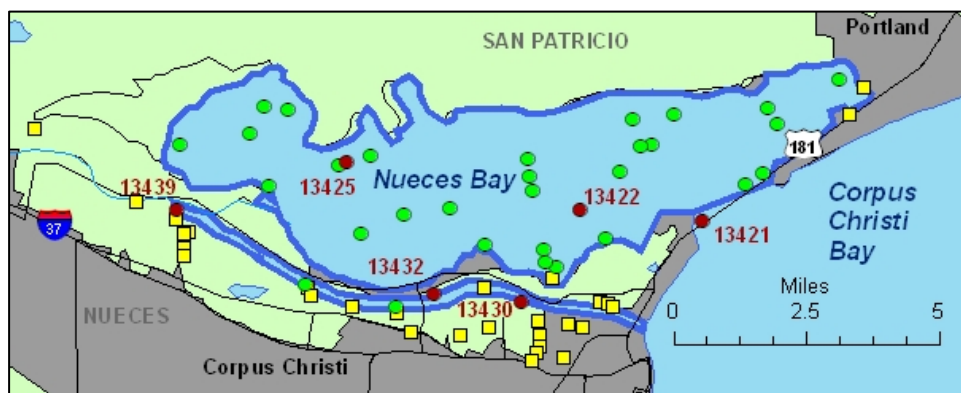 Portland
SAN PATRICIO
181
13439
13425
Nueces Bay
13422
Corpus
Christi
Bay
37
13421
13432
Miles
NUECES
13430
0
2.5
5
Corpus Christi